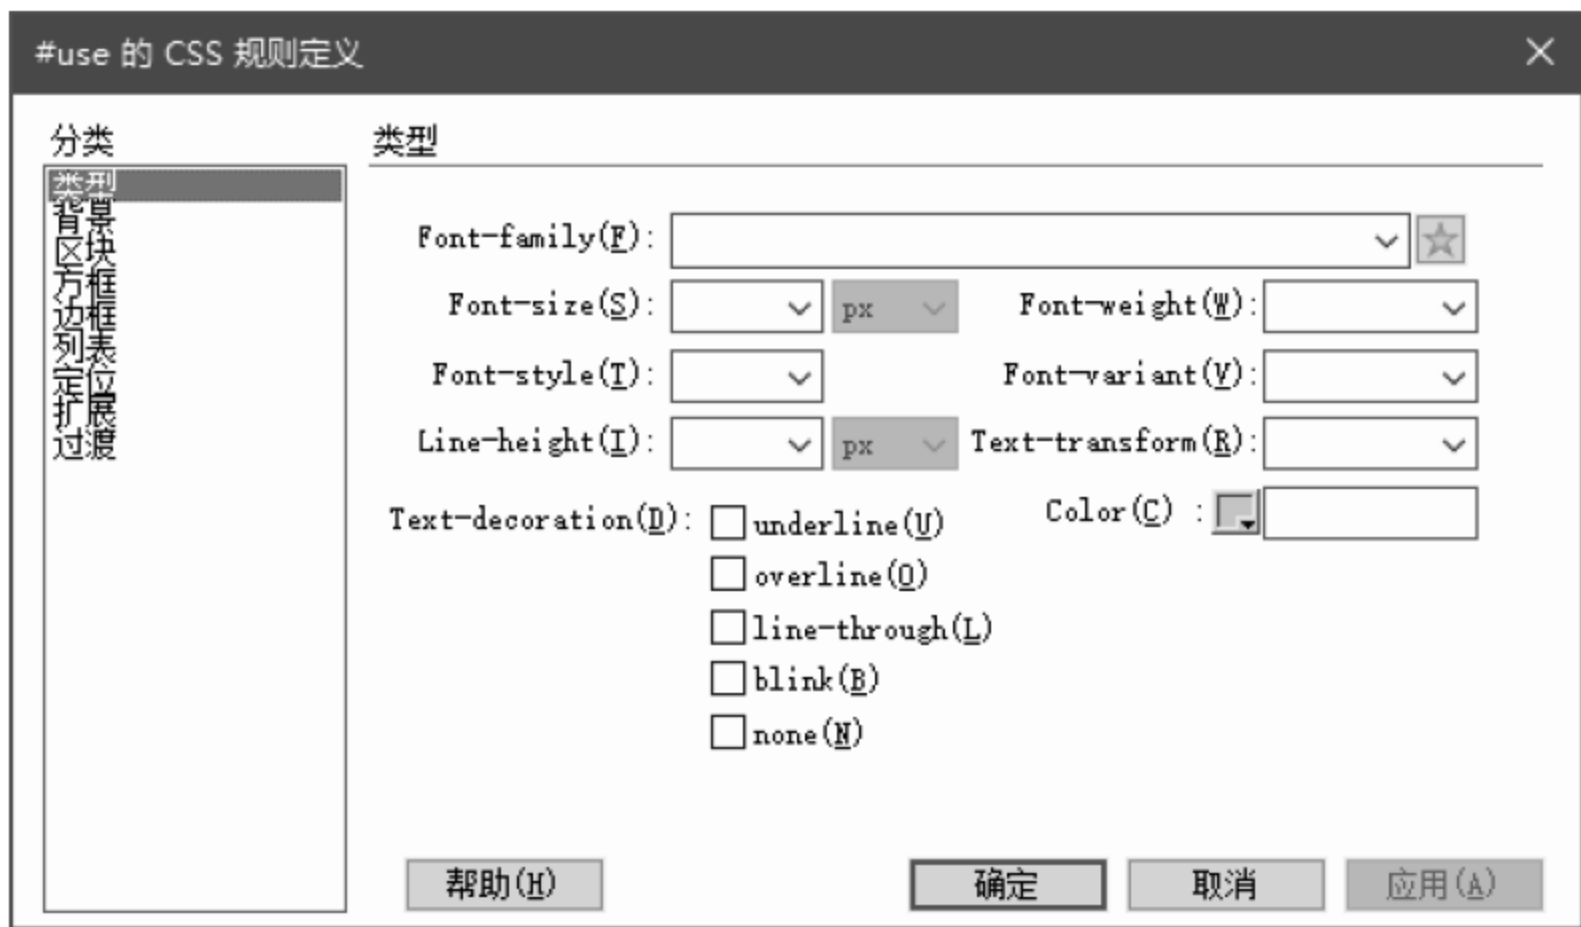 #use 的 CSS 规则定义
分类
类型
背景
区块
方框
边框
列表
定位
扩展
过渡
类型
Font-family(F):
Font-size(S): px Font-weight(W):
Font-style(T): Font-variant(V):
Line-height(I): px Text-transform(R):
Text-decoration(D): underline(U) Color(C) :
overline(O)
line-through(L)
blink(B)
none(N)
帮助(H) 确定 取消 应用(A)